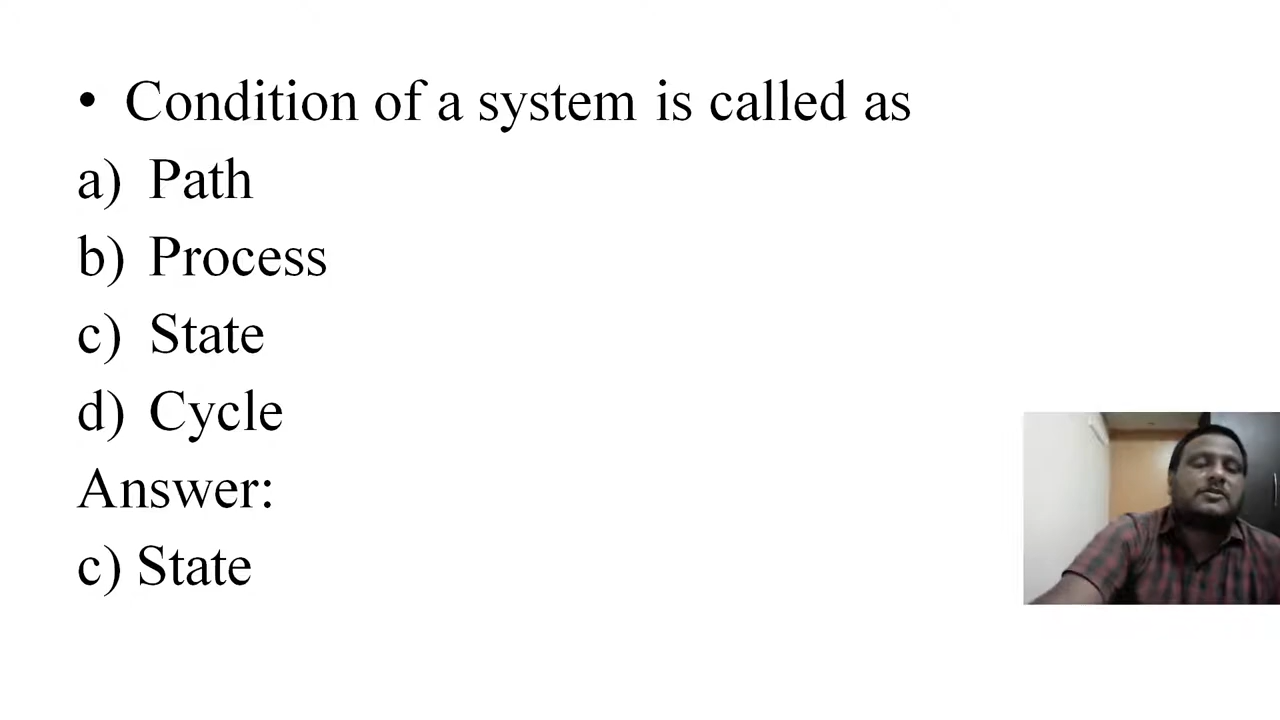 • Condition of a system is called as
a) Path
b) Process
c) State
d) Cycle
Answer:
c) State